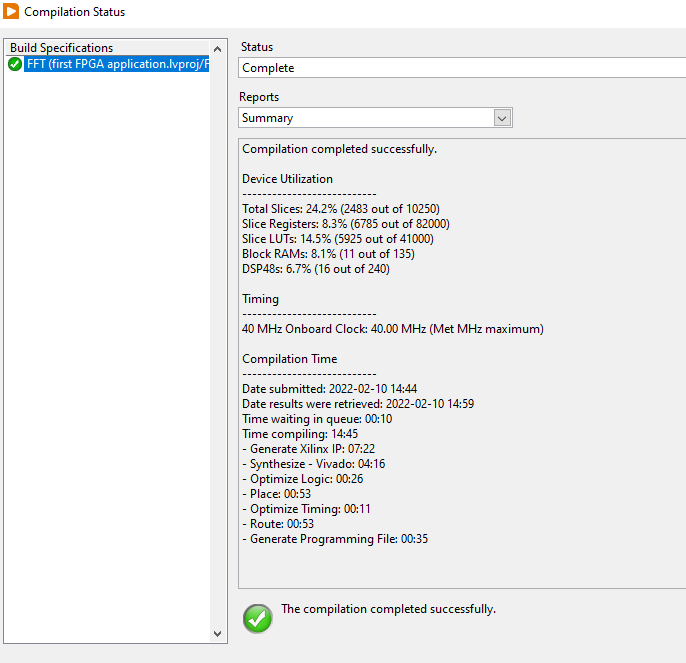 Compilation Status
Build Specifications
FFT (first FPGA application.lvproj/F
Status
Complete
Reports
Summary
Compilation completed successfully.
Device Utilization
---------------------------
Total Slices: 24.2% (2483 out of 10250)
Slice Registers: 8.3% (6785 out of 82000)
Slice LUTs: 14.5% (5925 out of 41000)
Block RAMs: 8.1% (11 out of 135)
DSP48s: 6.7% (16 out of 240)
Timing
---------------------------
40 MHz Onboard Clock: 40.00 MHz (Met MHz maximum)
Compilation Time
---------------------------
Date submitted: 2022-02-10 14:44
Date results were retrieved: 2022-02-10 14:59
Time waiting in queue: 00:10
Time compiling: 14:45
- Generate Xilinx IP: 07:22
- Synthesize - Vivado: 04:16
- Optimize Logic: 00:26
- Place: 00:53
- Optimize Timing: 00:11
- Route: 00:53
- Generate Programming File: 00:35
The compilation completed successfully.